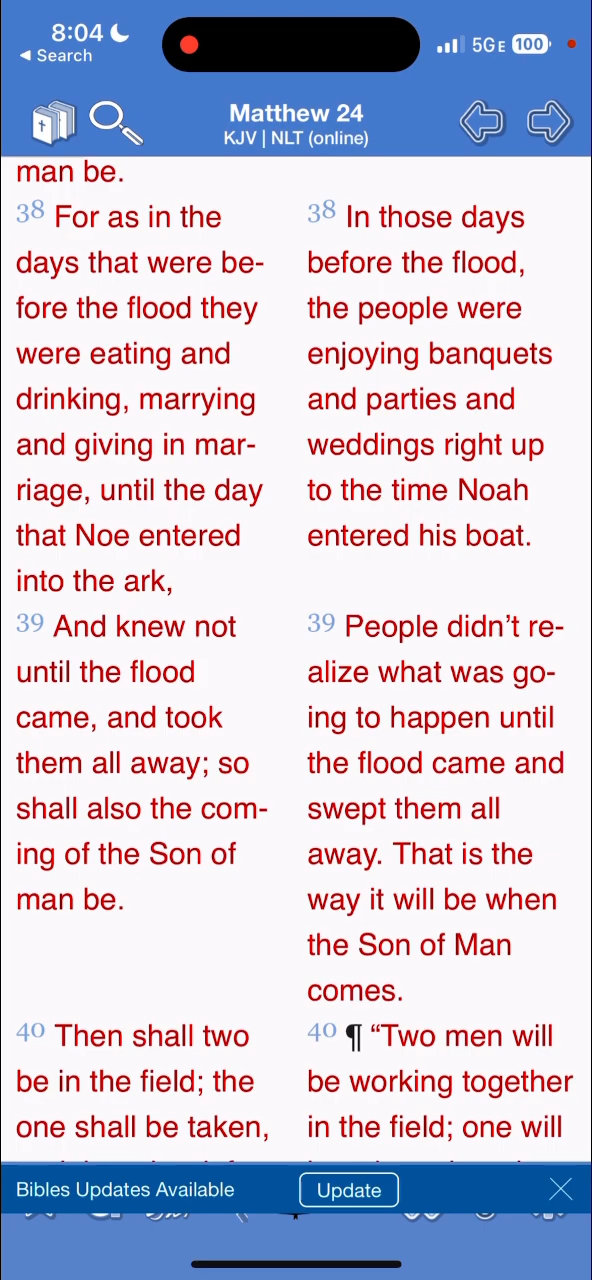 8:04
5GE 100
◀ Search
Matthew 24
KJV | NLT (online)
man be.
38 For as in the
days that were be-
fore the flood they
were eating and
drinking, marrying
and giving in mar-
riage, until the day
that Noe entered
into the ark,
39 And knew not
until the flood
came, and took
them all away; so
shall also the com-
ing of the Son of
man be.
40 Then shall two
be in the field; the
one shall be taken,
38 In those days
before the flood,
the people were
enjoying banquets
and parties and
weddings right up
to the time Noah
entered his boat.
39 People didn’t re-
alize what was go-
ing to happen until
the flood came and
swept them all
away. That is the
way it will be when
the Son of Man
comes.
40 ¶ “Two men will
be working together
in the field; one will
Bibles Updates Available
Update